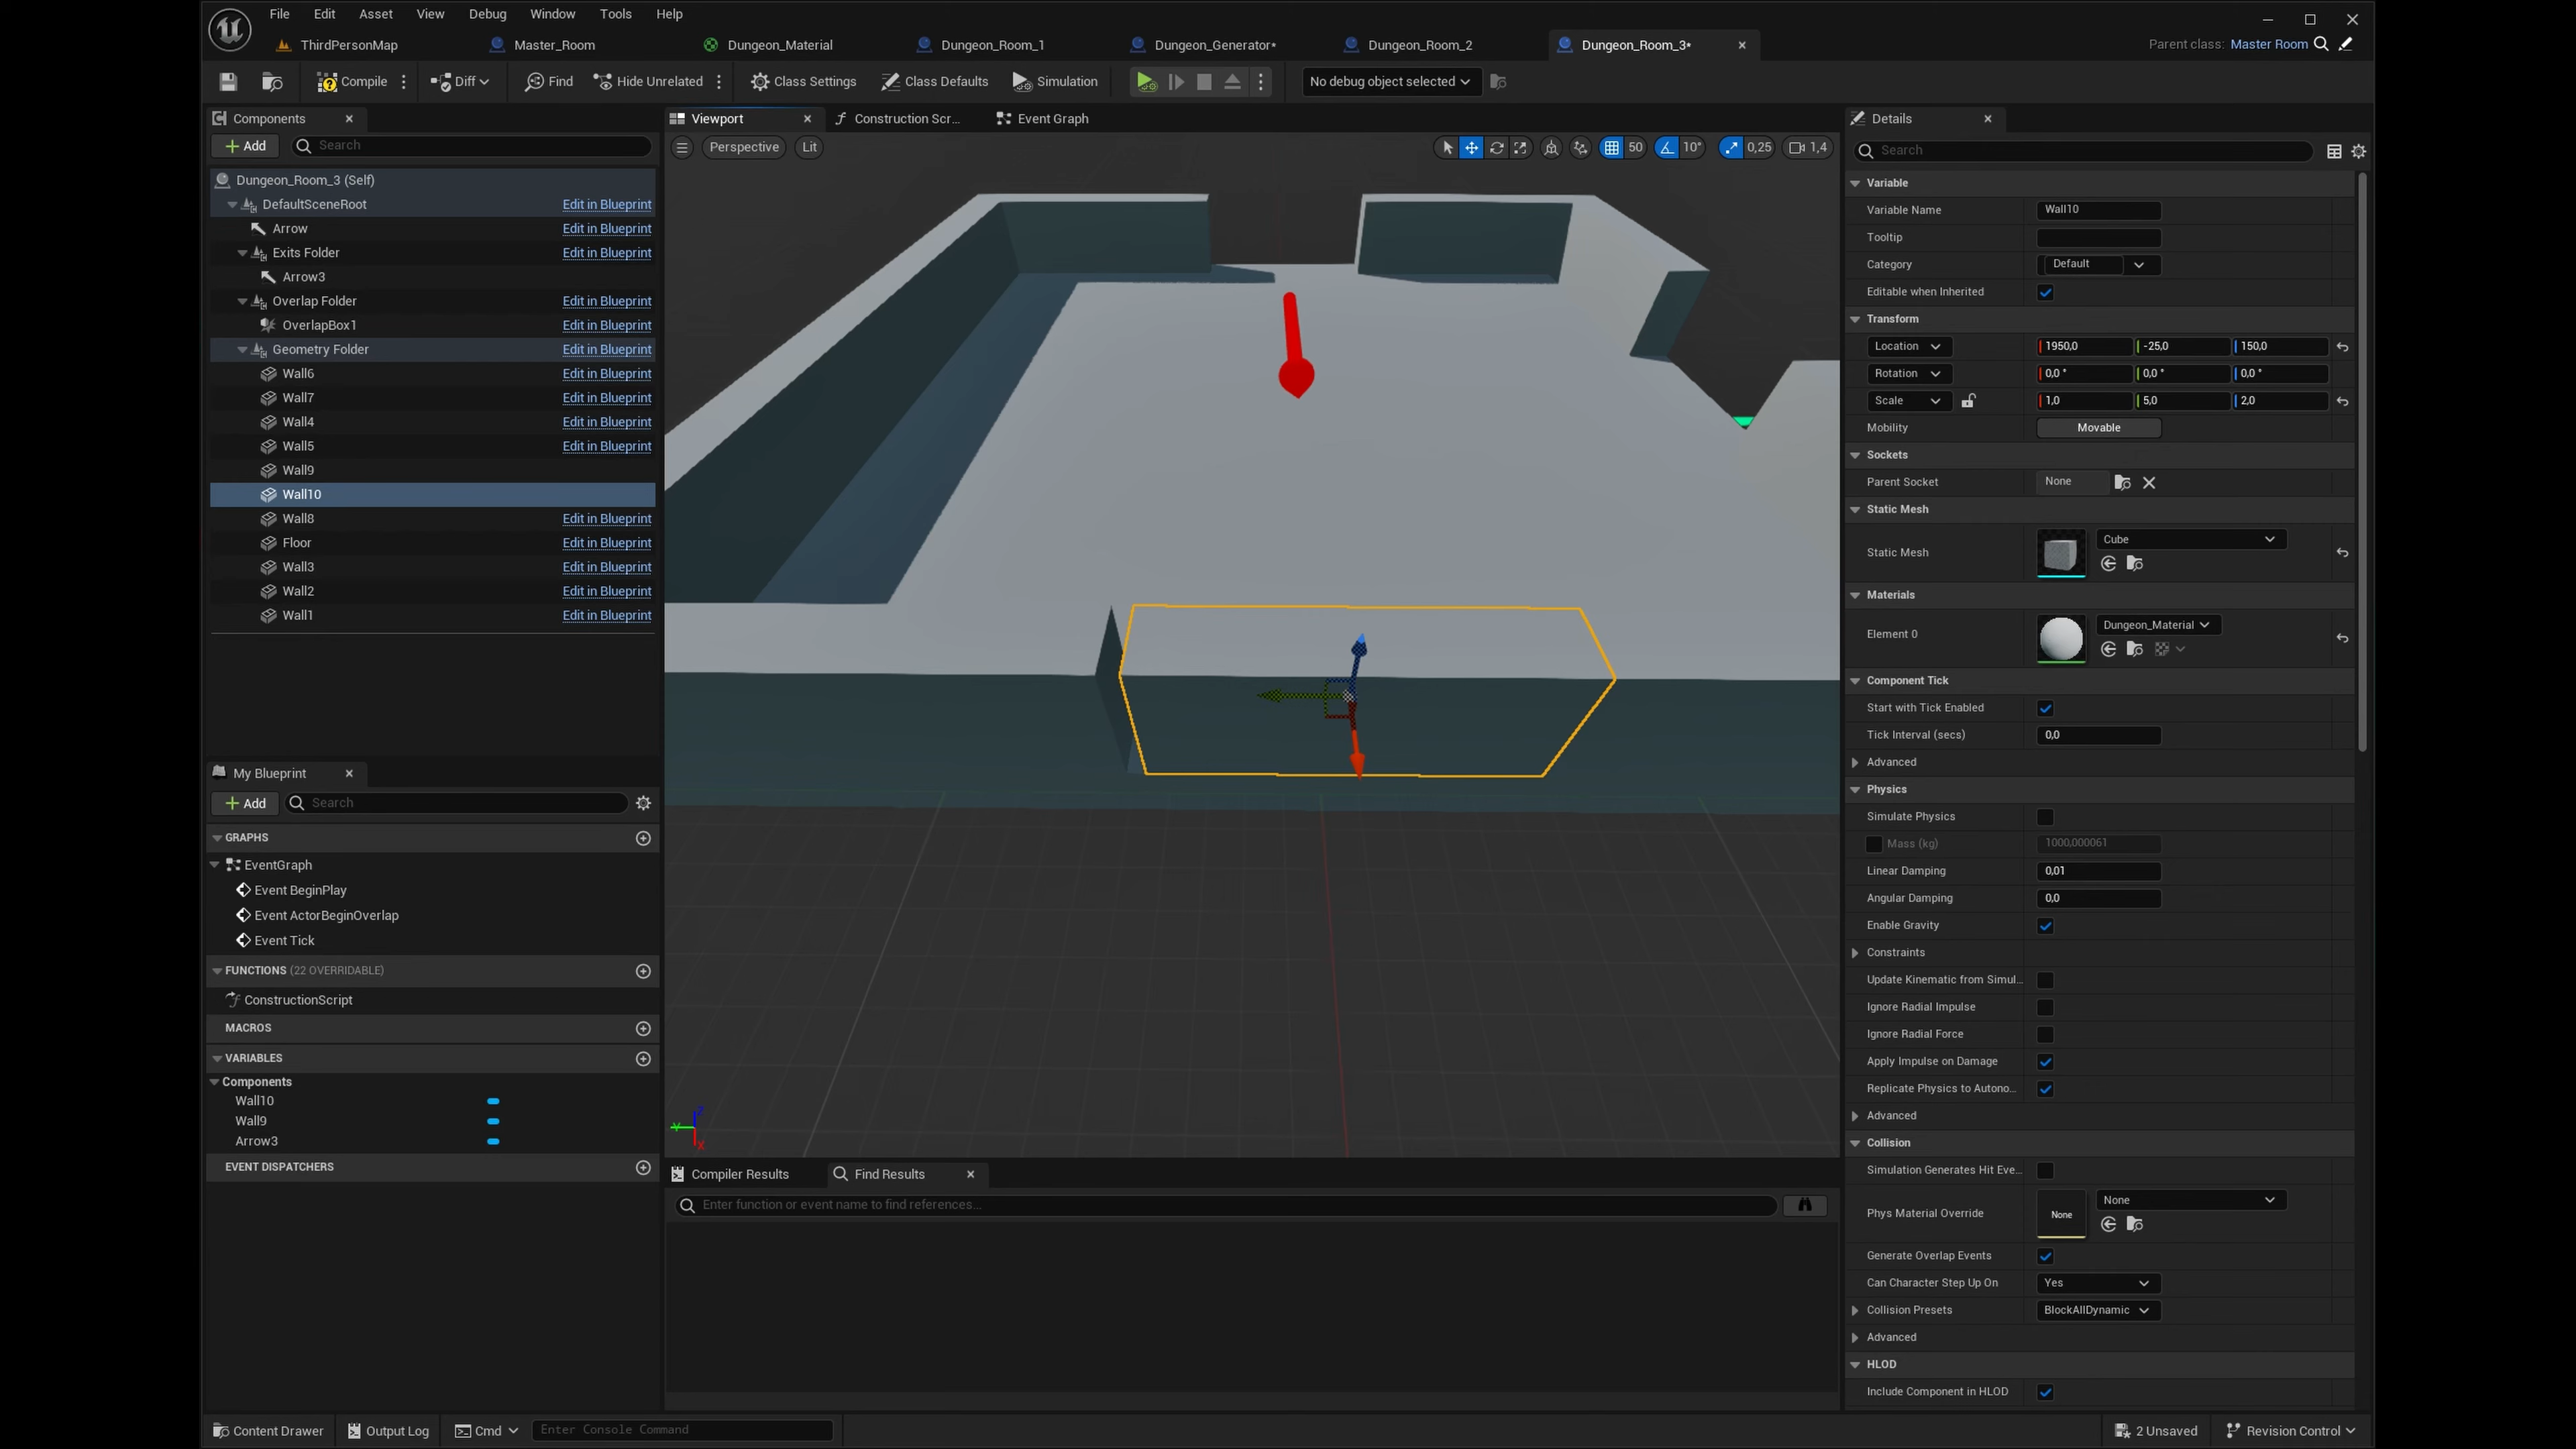 File Edit Asset View Debug Window Tools Help
ThirdPersonMap Master_Room Dungeon_Material Dungeon_Room_1 Dungeon_Generator* Dungeon_Room_2 Dungeon_Room_3* Parent class: Master Room
Compile Diff Find Hide Unrelated Class Settings Class Defaults Simulation No debug object selected
Components
Add Search
Dungeon_Room_3 (Self)
DefaultSceneRoot Edit in Blueprint
Arrow Edit in Blueprint
Exits Folder Edit in Blueprint
Arrow3
Overlap Folder Edit in Blueprint
OverlapBox1 Edit in Blueprint
Geometry Folder Edit in Blueprint
Wall6 Edit in Blueprint
Wall7 Edit in Blueprint
Wall4 Edit in Blueprint
Wall5 Edit in Blueprint
Wall9
Wall10
Wall8 Edit in Blueprint
Floor Edit in Blueprint
Wall3 Edit in Blueprint
Wall2 Edit in Blueprint
Wall1 Edit in Blueprint
My Blueprint
Add Search
GRAPHS
EventGraph
Event BeginPlay
Event ActorBeginOverlap
Event Tick
FUNCTIONS (22 OVERRIDABLE)
ConstructionScript
MACROS
VARIABLES
Components
Wall10
Wall9
Arrow3
EVENT DISPATCHERS
Viewport Construction Scr... Event Graph
Perspective Lit 50 10° 0,25 1,4
Z
Y
X
Compiler Results Find Results
Enter function or event name to find references...
Details
Search
Variable
Variable Name Wall10
Tooltip
Category Default
Editable when Inherited
Transform
Location 1950,0 -25,0 150,0
Rotation 0,0 ° 0,0 ° 0,0 °
Scale 1,0 5,0 2,0
Mobility Movable
Sockets
Parent Socket None
Static Mesh
Static Mesh Cube
Materials
Element 0 Dungeon_Material
Component Tick
Start with Tick Enabled
Tick Interval (secs) 0,0
Advanced
Physics
Simulate Physics
Mass (kg) 1000,000061
Linear Damping 0,01
Angular Damping 0,0
Enable Gravity
Constraints
Update Kinematic from Simul...
Ignore Radial Impulse
Ignore Radial Force
Apply Impulse on Damage
Replicate Physics to Autono...
Advanced
Collision
Simulation Generates Hit Eve...
Phys Material Override None None
Generate Overlap Events
Can Character Step Up On Yes
Collision Presets BlockAllDynamic
Advanced
HLOD
Include Component in HLOD
Content Drawer Output Log Cmd Enter Console Command 2 Unsaved Revision Control